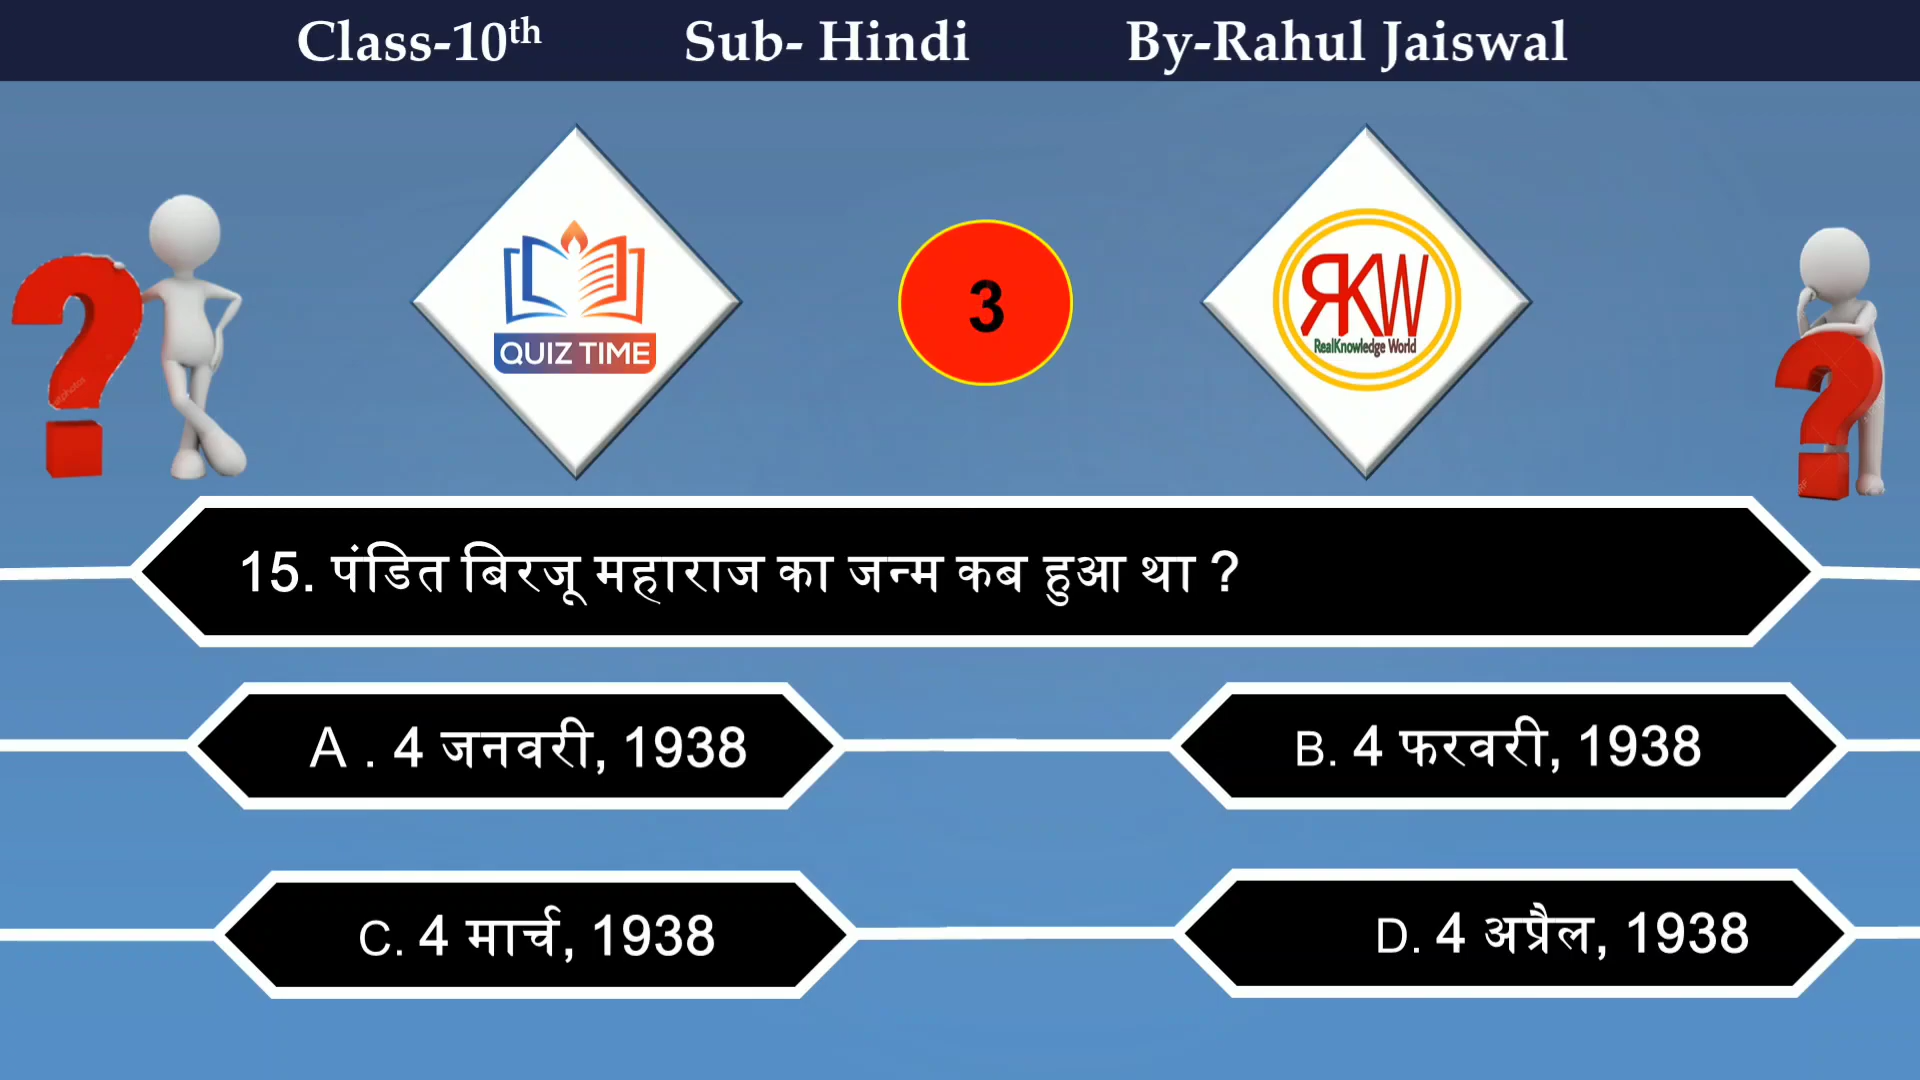 Class-10th Sub- Hindi By-Rahul Jaiswal
QUIZ TIME
3
RKW
RealKnowledge World
15. पंडित बिरजू महाराज का जन्म कब हुआ था ?
A . 4 जनवरी, 1938
B. 4 फरवरी, 1938
C. 4 मार्च, 1938
D. 4 अप्रैल, 1938